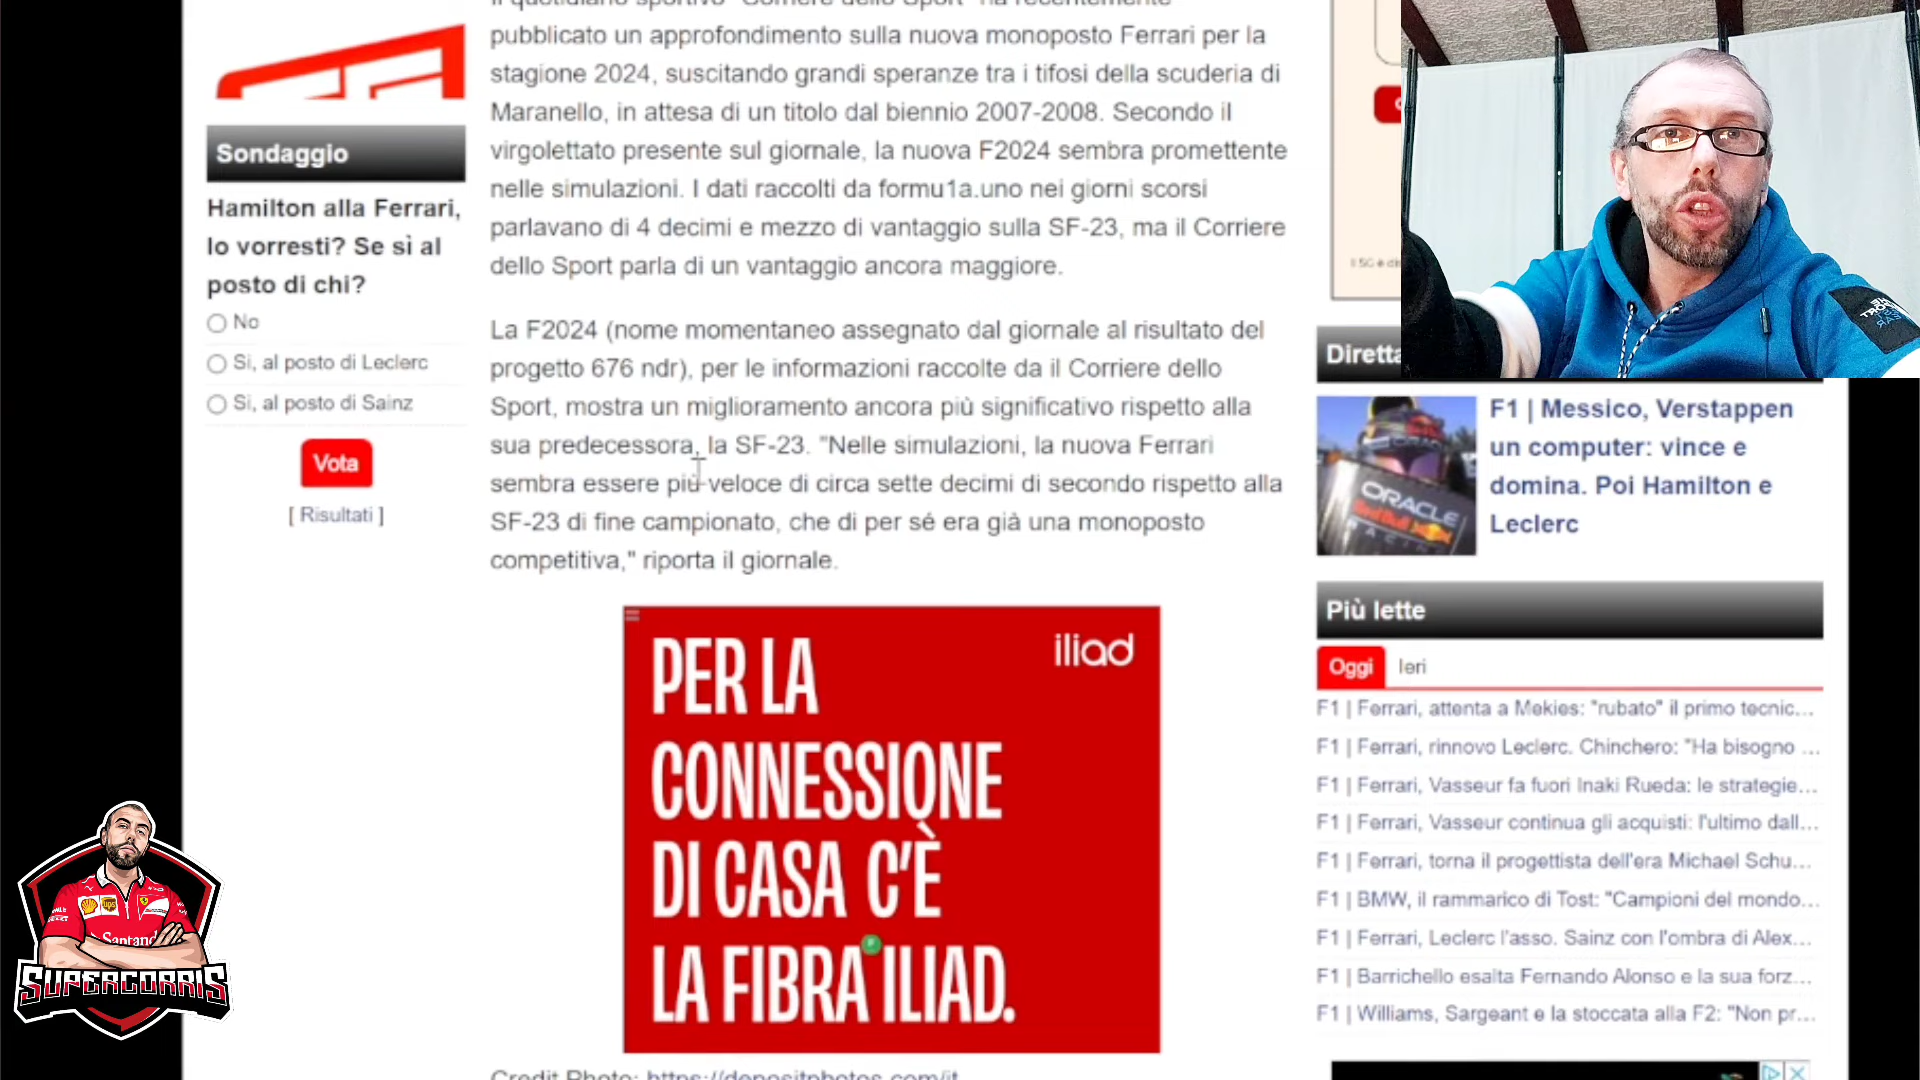 pubblicato un approfondimento sulla nuova monoposto Ferrari per la
stagione 2024, suscitando grandi speranze tra i tifosi della scuderia di
Maranello, in attesa di un titolo dal biennio 2007-2008. Secondo il
virgolettato presente sul giornale, la nuova F2024 sembra promettente
nelle simulazioni. I dati raccolti da formu1a.uno nei giorni scorsi
parlavano di 4 decimi e mezzo di vantaggio sulla SF-23, ma il Corriere
dello Sport parla di un vantaggio ancora maggiore.
La F2024 (nome momentaneo assegnato dal giornale al risultato del
progetto 676 ndr), per le informazioni raccolte da il Corriere dello
Sport, mostra un miglioramento ancora più significativo rispetto alla
sua predecessora, la SF-23. "Nelle simulazioni, la nuova Ferrari
sembra essere più veloce di circa sette decimi di secondo rispetto alla
SF-23 di fine campionato, che di per sé era già una monoposto
competitiva," riporta il giornale.
Sondaggio
Hamilton alla Ferrari,
lo vorresti? Se sì al
posto di chi?
No
Si, al posto di Leclerc
Si, al posto di Sainz
Vota
[ Risultati ]
iliad
PER LA
CONNESSIONE
DI CASA C'È
LA FIBRA ILIAD.
Credit Photo: https://depositphotos.com/it
Diretta
F1 | Messico, Verstappen
un computer: vince e
domina. Poi Hamilton e
Leclerc
ORACLE
Più lette
Oggi Ieri
F1 | Ferrari, attenta a Mekies: "rubato" il primo tecnic...
F1 | Ferrari, rinnovo Leclerc. Chinchero: "Ha bisogno ...
F1 | Ferrari, Vasseur fa fuori Inaki Rueda: le strategie...
F1 | Ferrari, Vasseur continua gli acquisti: l'ultimo dall...
F1 | Ferrari, torna il progettista dell'era Michael Schu...
F1 | BMW, il rammarico di Tost: "Campioni del mondo...
F1 | Ferrari, Leclerc l'asso. Sainz con l'ombra di Alex...
F1 | Barrichello esalta Fernando Alonso e la sua forz...
F1 | Williams, Sargeant e la stoccata alla F2: "Non pr...
ups
Santand
SUPERCORRIS